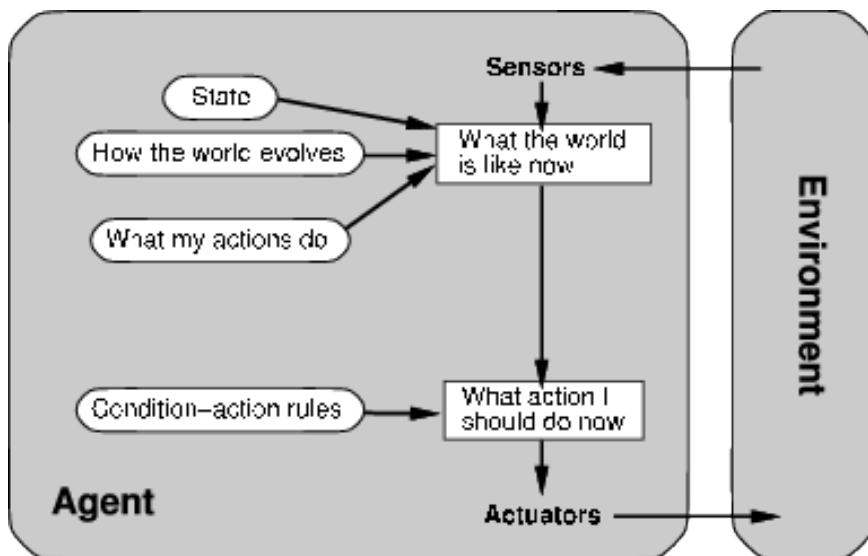 Sensors
State
What the world
is like now
How the world evolves
What my actions do
Environment
Condition–action rules
What action I
should do now
Agent
Actuators